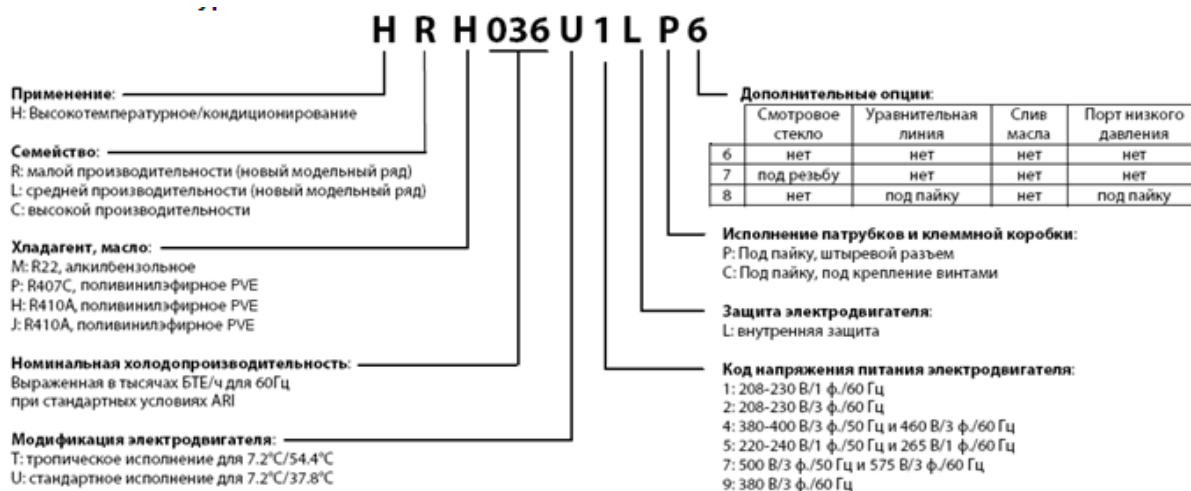 H R H 036 U 1 L P 6
Применение:
H: Высокотемпературное/кондиционирование
Семейство:
R: малой производительности (новый модельный ряд)
L: средней производительности (новый модельный ряд)
C: высокой производительности
Хладагент, масло:
M: R22, алкилбензольное
P: R407C, поливинилэфирное PVE
H: R410A, поливинилэфирное PVE
J: R410A, поливинилэфирное PVE
Номинальная холодопроизводительность:
Выраженная в тысячах БТЕ/ч для 60Гц
при стандартных условиях ARI
Модификация электродвигателя:
T: тропическое исполнение для 7.2°C/54.4°C
U: стандартное исполнение для 7.2°C/37.8°C
Дополнительные опции:
Смотровое стекло Уравнительная линия Слив масла Порт низкого давления
6 нет нет нет нет
7 под резьбу нет нет нет
8 нет под пайку нет под пайку
Исполнение патрубков и клеммной коробки:
P: Под пайку, штыревой разъем
C: Под пайку, под крепление винтами
Защита электродвигателя:
L: внутренняя защита
Код напряжения питания электродвигателя:
1: 208-230 В/1 ф./60 Гц
2: 208-230 В/3 ф./60 Гц
4: 380-400 В/3 ф./50 Гц и 460 В/3 ф./60 Гц
5: 220-240 В/1 ф./50 Гц и 265 В/1 ф./60 Гц
7: 500 В/3 ф./50 Гц и 575 В/3 ф./60 Гц
9: 380 В/3 ф./60 Гц